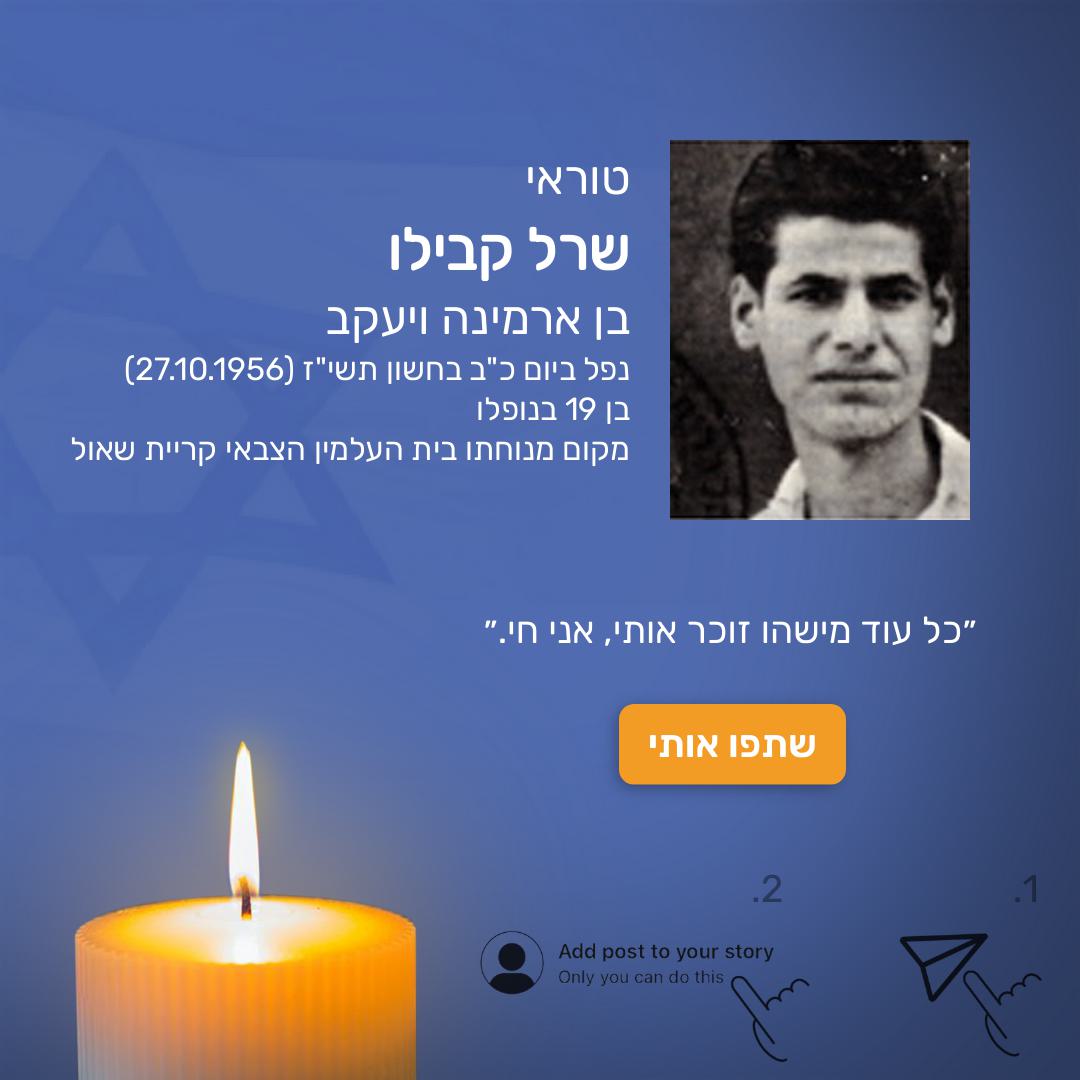 טוראי
שרל קבילו
בן ארמינה ויעקב
נפל ביום כ"ב בחשון תשי"ז (27.10.1956)
בן 19 בנופלו
מקום מנוחתו בית העלמין הצבאי קריית שאול
״כל עוד מישהו זוכר אותי, אני חי.״
שתפו אותי
1.
2.
Add post to your story
Only you can do this